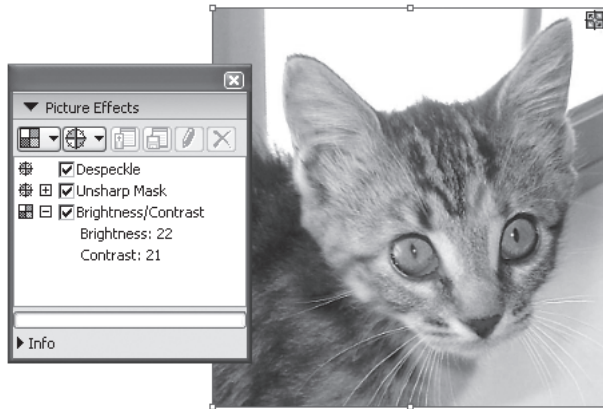 Picture Effects
Despeckle
Unsharp Mask
Brightness/Contrast
Brightness: 22
Contrast: 21
Info